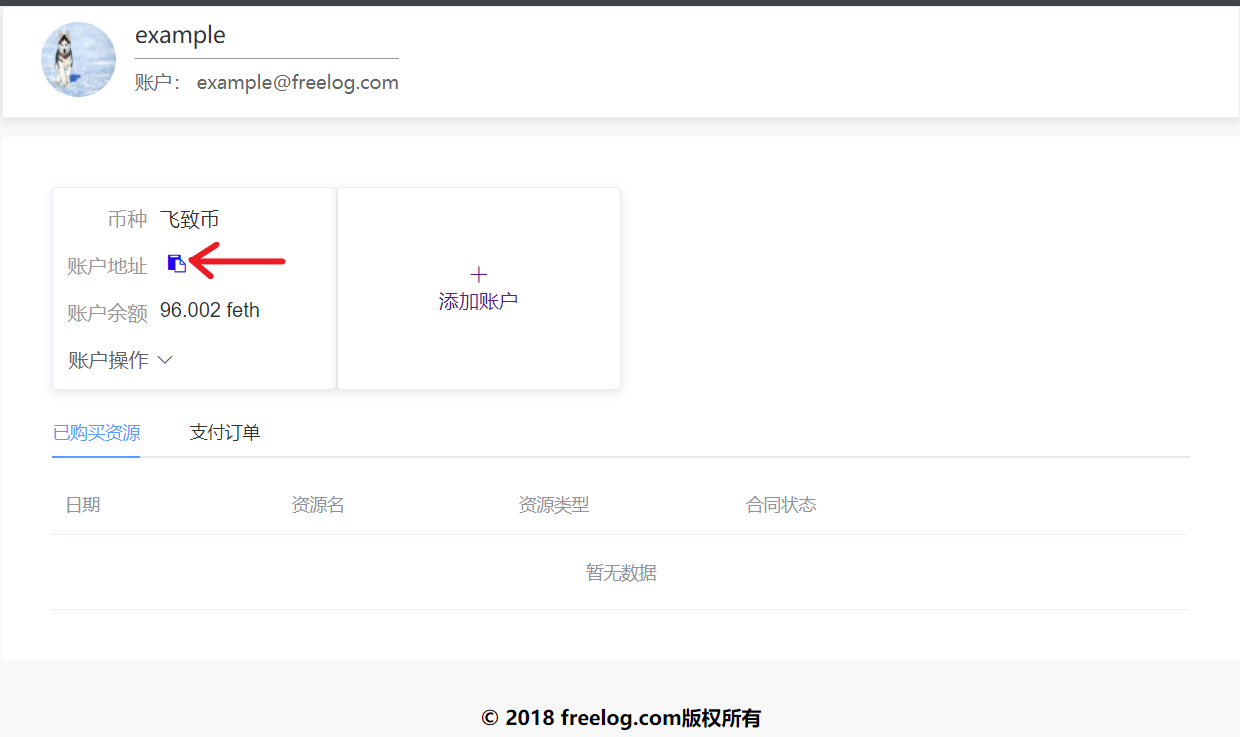 example
账户： example@freelog.com
币种 飞致币
账户地址
账户余额 96.002 feth
账户操作
添加账户
已购买资源 支付订单
日期 资源名 资源类型 合同状态
暂无数据
© 2018 freelog.com版权所有